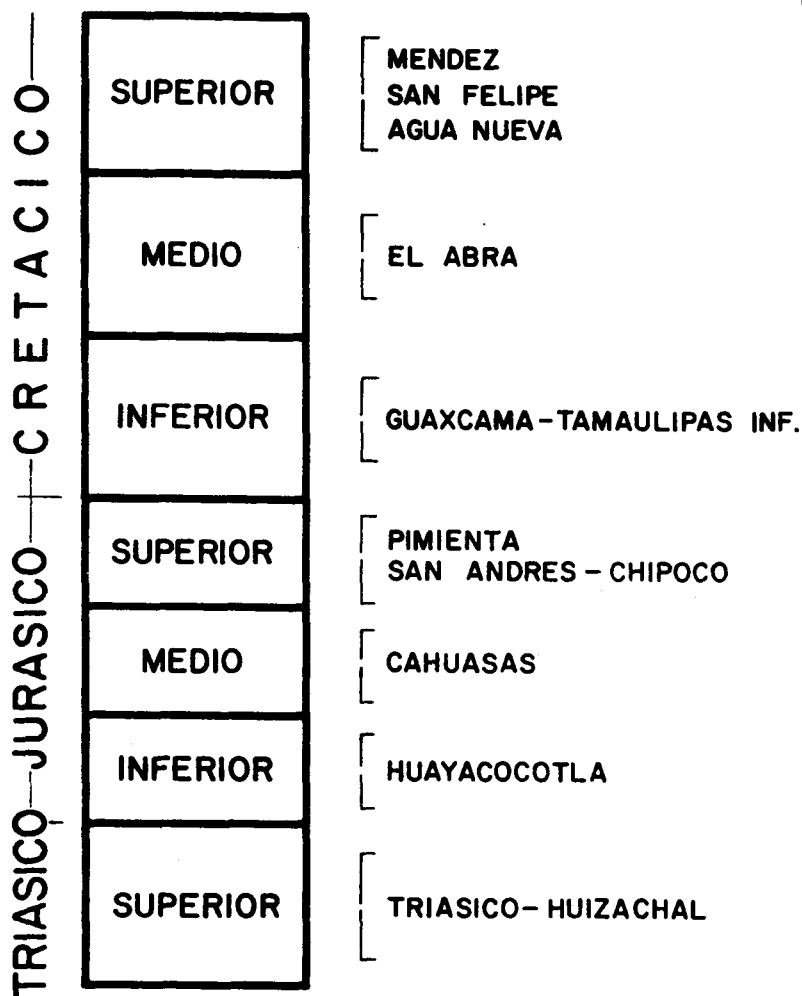 CRETACICO
SUPERIOR
MENDEZ
SAN FELIPE
AGUA NUEVA
MEDIO
EL ABRA
INFERIOR
GUAXCAMA-TAMAULIPAS INF.
JURASICO
SUPERIOR
PIMIENTA
SAN ANDRES-CHIPOCO
MEDIO
CAHUASAS
INFERIOR
HUAYACOCOTLA
TRIASICO
SUPERIOR
TRIASICO-HUIZACHAL